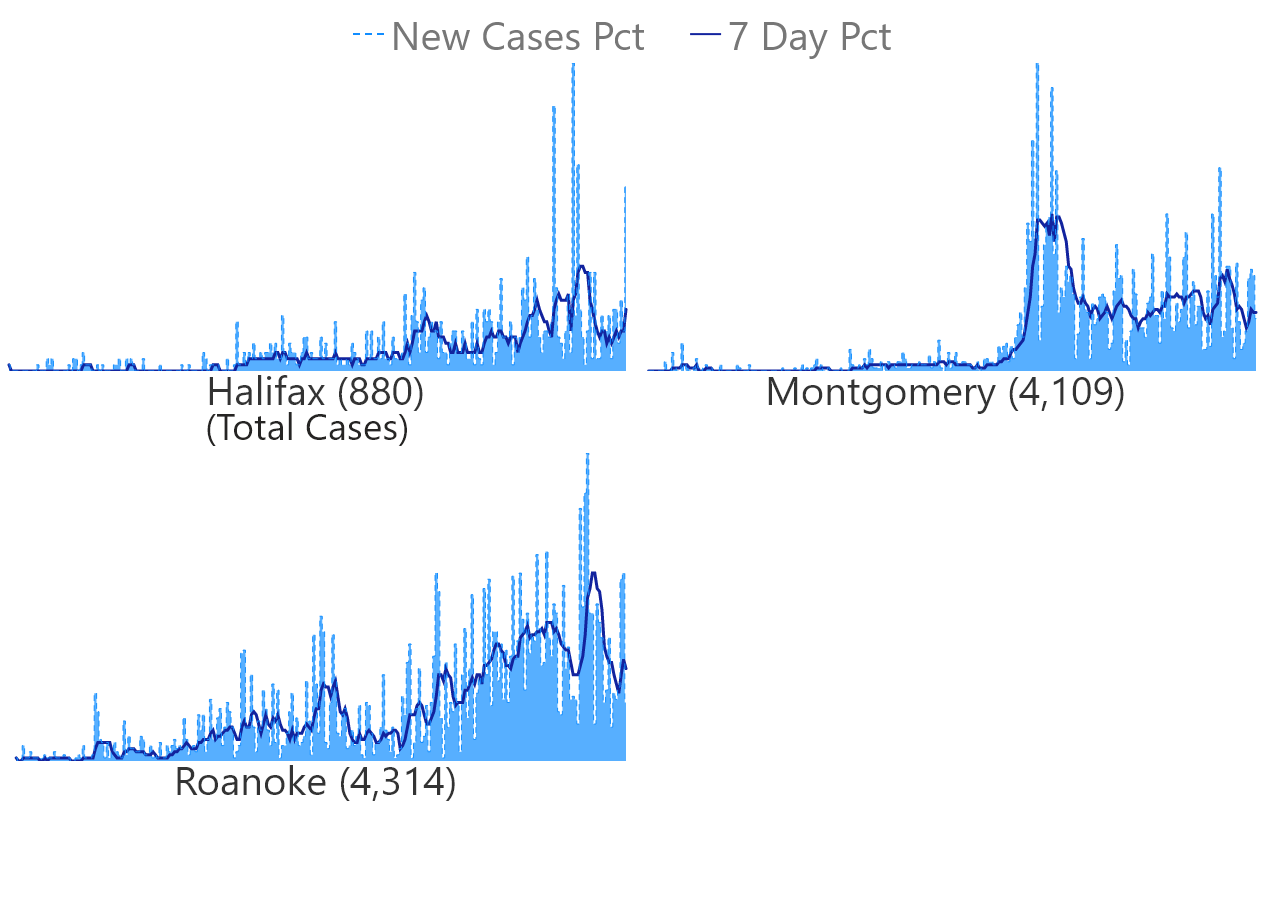 New Cases Pct 7 Day Pct
Halifax (880)
(Total Cases)
Montgomery (4,109)
Roanoke (4,314)